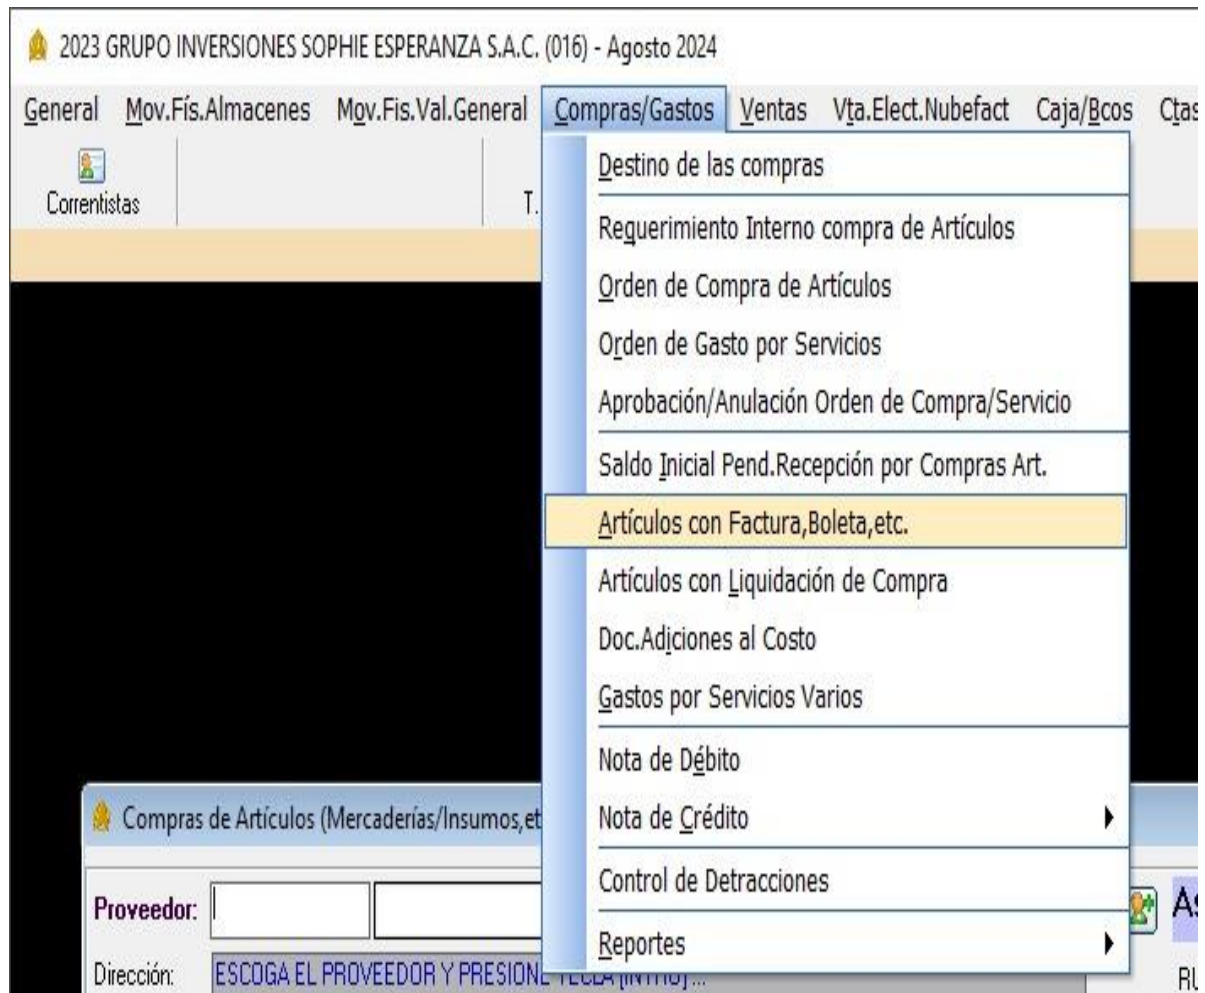 2023 GRUPO INVERSIONES SOPHIE ESPERANZA S.A.C. (016) - Agosto 2024
General Mov.Fís.Almacenes Mov.Fis.Val.General Compras/Gastos Ventas Vta.Elect.Nubefact Caja/Bcos Ctas
Correntistas T.
Destino de las compras
Requerimiento Interno compra de Artículos
Orden de Compra de Artículos
Orden de Gasto por Servicios
Aprobación/Anulación Orden de Compra/Servicio
Saldo Inicial Pend.Recepción por Compras Art.
Artículos con Factura,Boleta,etc.
Artículos con Liquidación de Compra
Doc.Adiciones al Costo
Gastos por Servicios Varios
Nota de Débito
Nota de Crédito
Control de Detracciones
Reportes
Compras de Artículos (Mercaderías/Insumos,et
Proveedor: As
Dirección: ESCOGA EL PROVEEDOR Y PRESIONE TECLA [INTRO]... RU